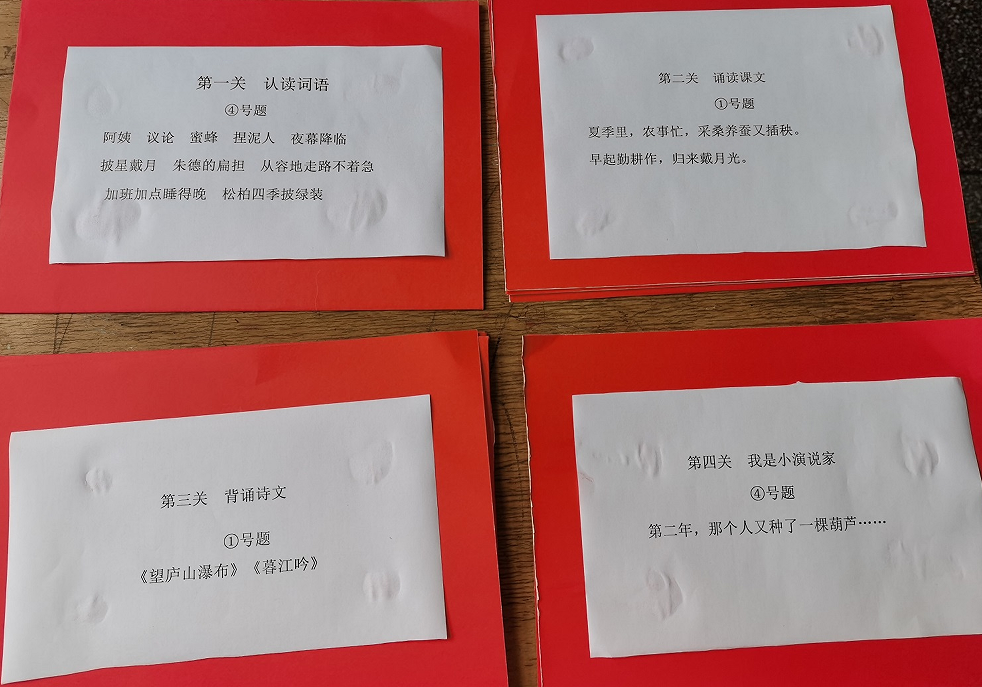 第一关 认读词语
④号题
阿姨 议论 蜜蜂 捏泥人 夜幕降临
披星戴月 朱德的扁担 从容地走路不着急
加班加点睡得晚 松柏四季披绿装
第二关 诵读课文
①号题
夏季里，农事忙，采桑养蚕又插秧。
早起勤耕作，归来戴月光。
第三关 背诵诗文
①号题
《望庐山瀑布》《暮江吟》
第四关 我是小演说家
④号题
第二年，那个人又种了一棵葫芦……